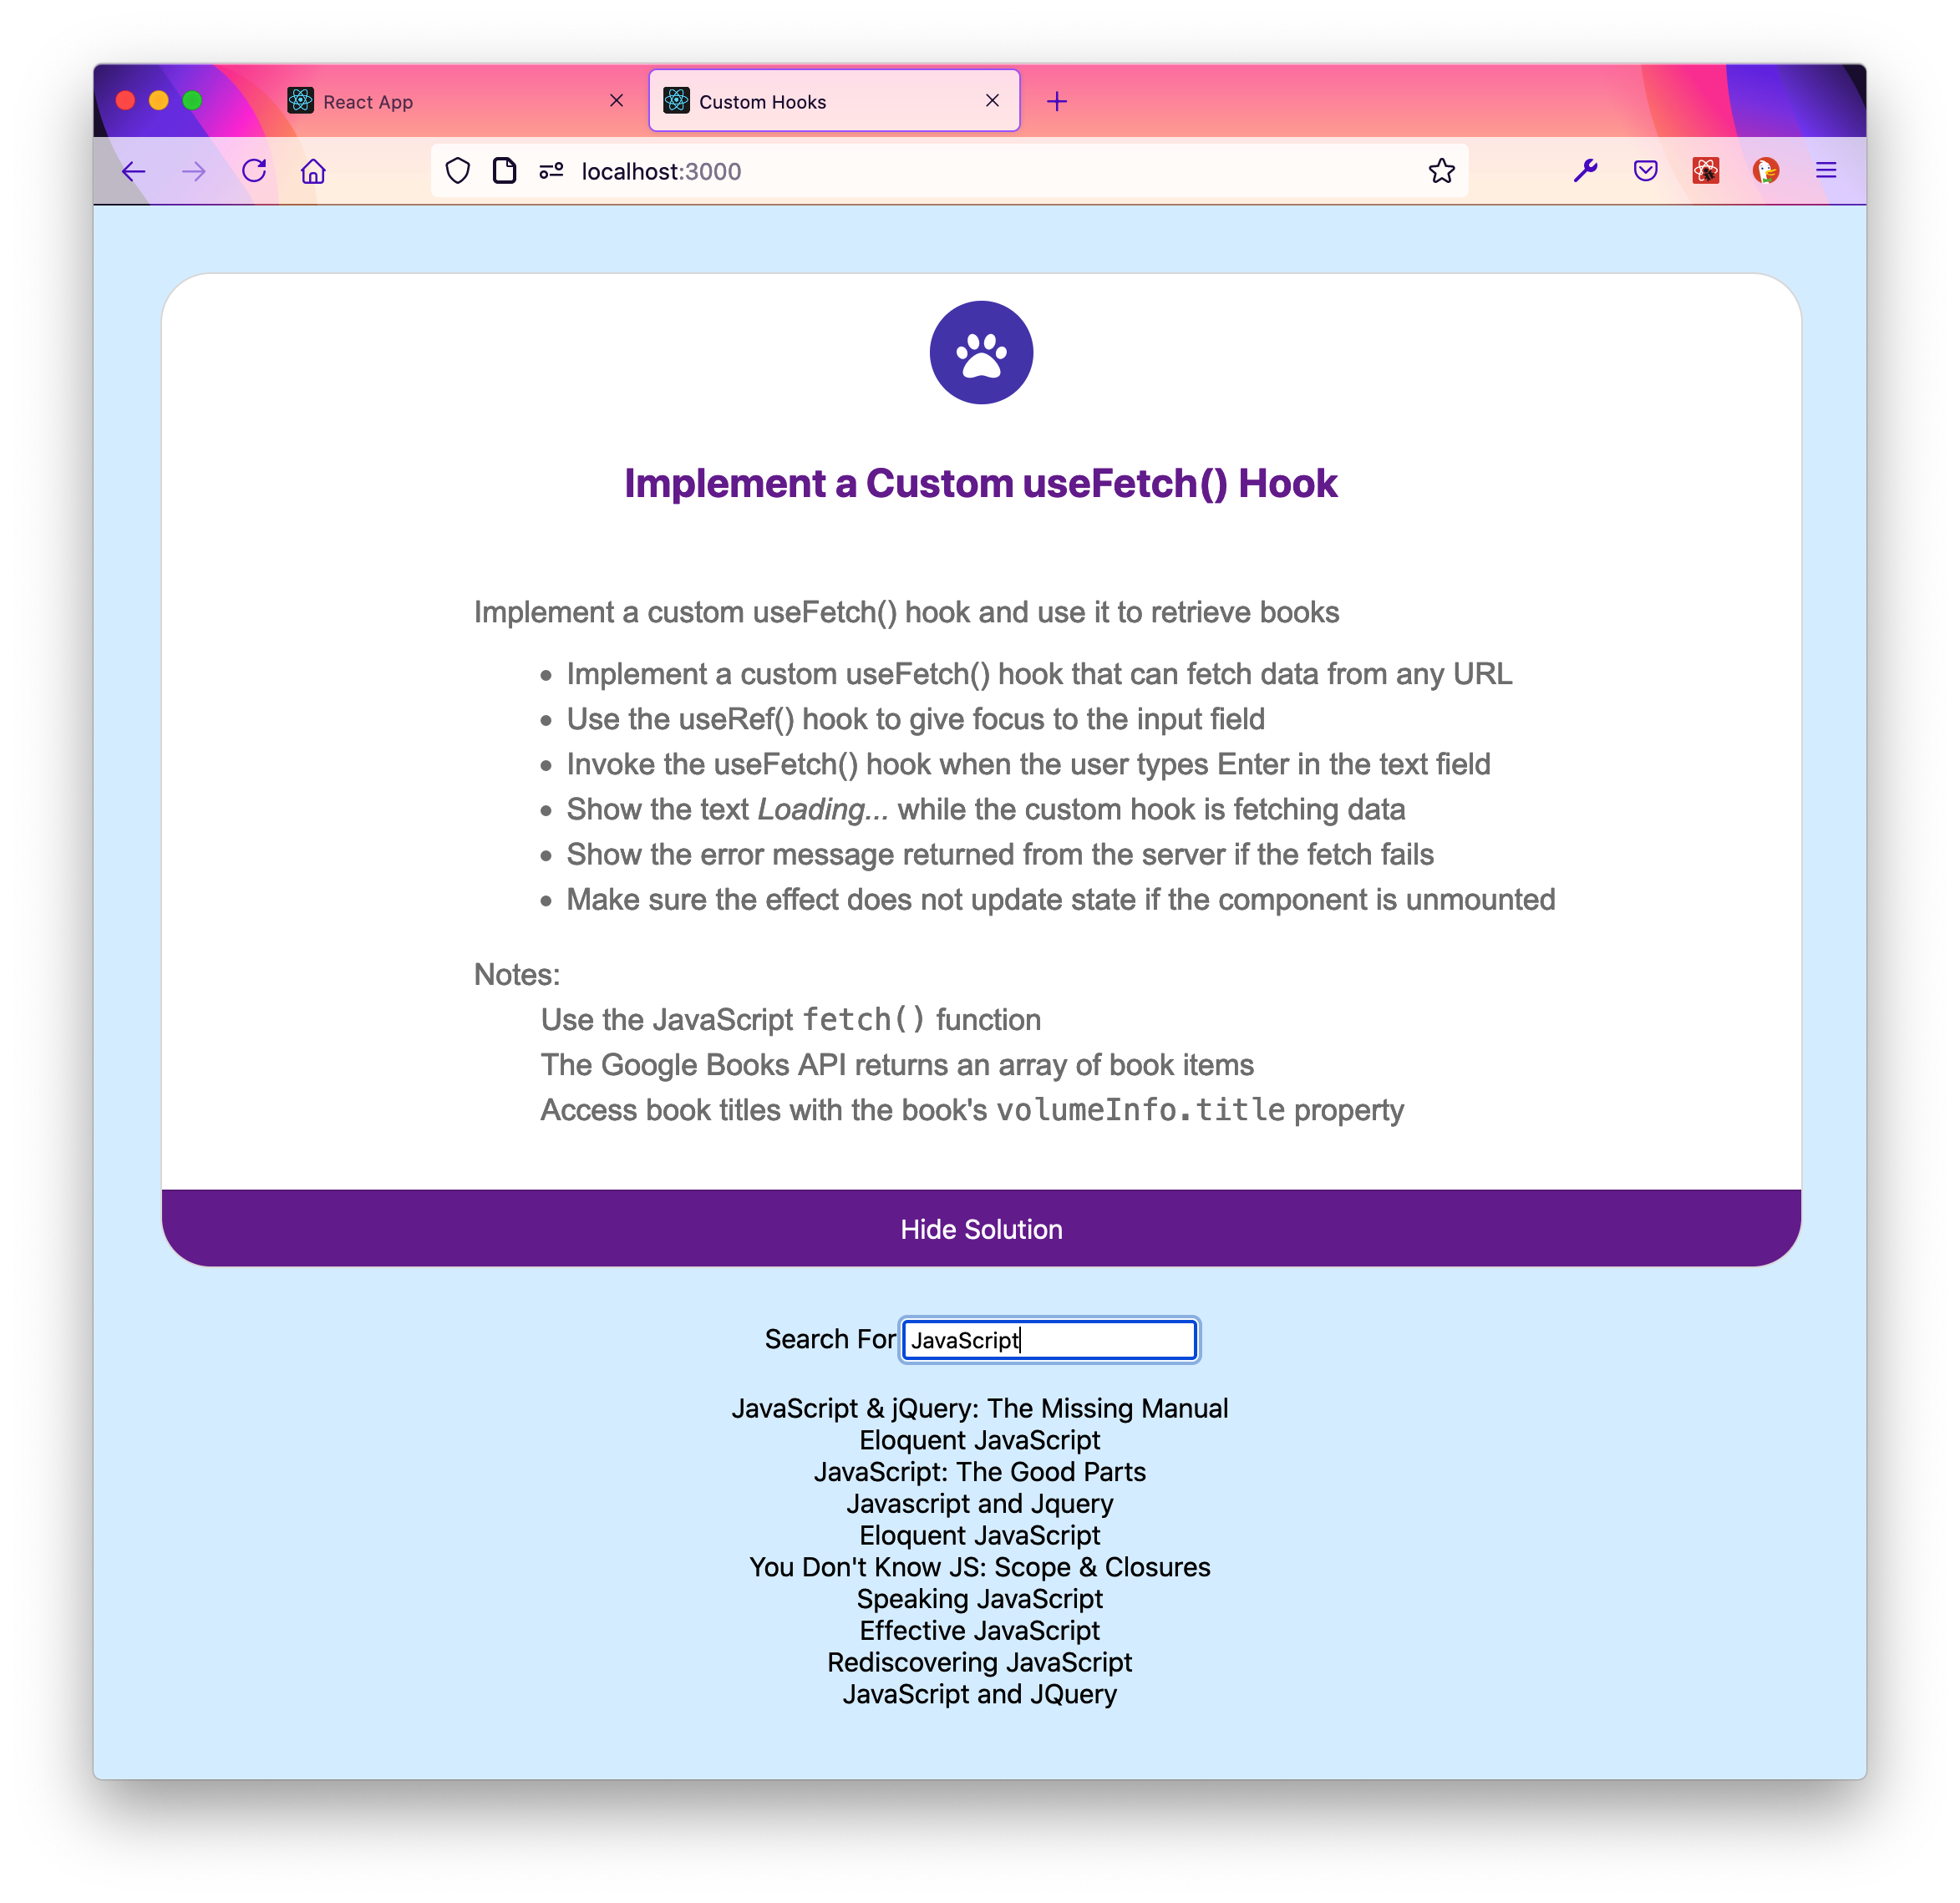 React App
Custom Hooks
localhost:3000
Implement a Custom useFetch() Hook
Implement a custom useFetch() hook and use it to retrieve books
• Implement a custom useFetch() hook that can fetch data from any URL
• Use the useRef() hook to give focus to the input field
• Invoke the useFetch() hook when the user types Enter in the text field
• Show the text Loading... while the custom hook is fetching data
• Show the error message returned from the server if the fetch fails
• Make sure the effect does not update state if the component is unmounted
Notes:
Use the JavaScript fetch() function
The Google Books API returns an array of book items
Access book titles with the book's volumeInfo.title property
Hide Solution
Search For JavaScript
JavaScript & jQuery: The Missing Manual
Eloquent JavaScript
JavaScript: The Good Parts
Javascript and Jquery
Eloquent JavaScript
You Don't Know JS: Scope & Closures
Speaking JavaScript
Effective JavaScript
Rediscovering JavaScript
JavaScript and JQuery